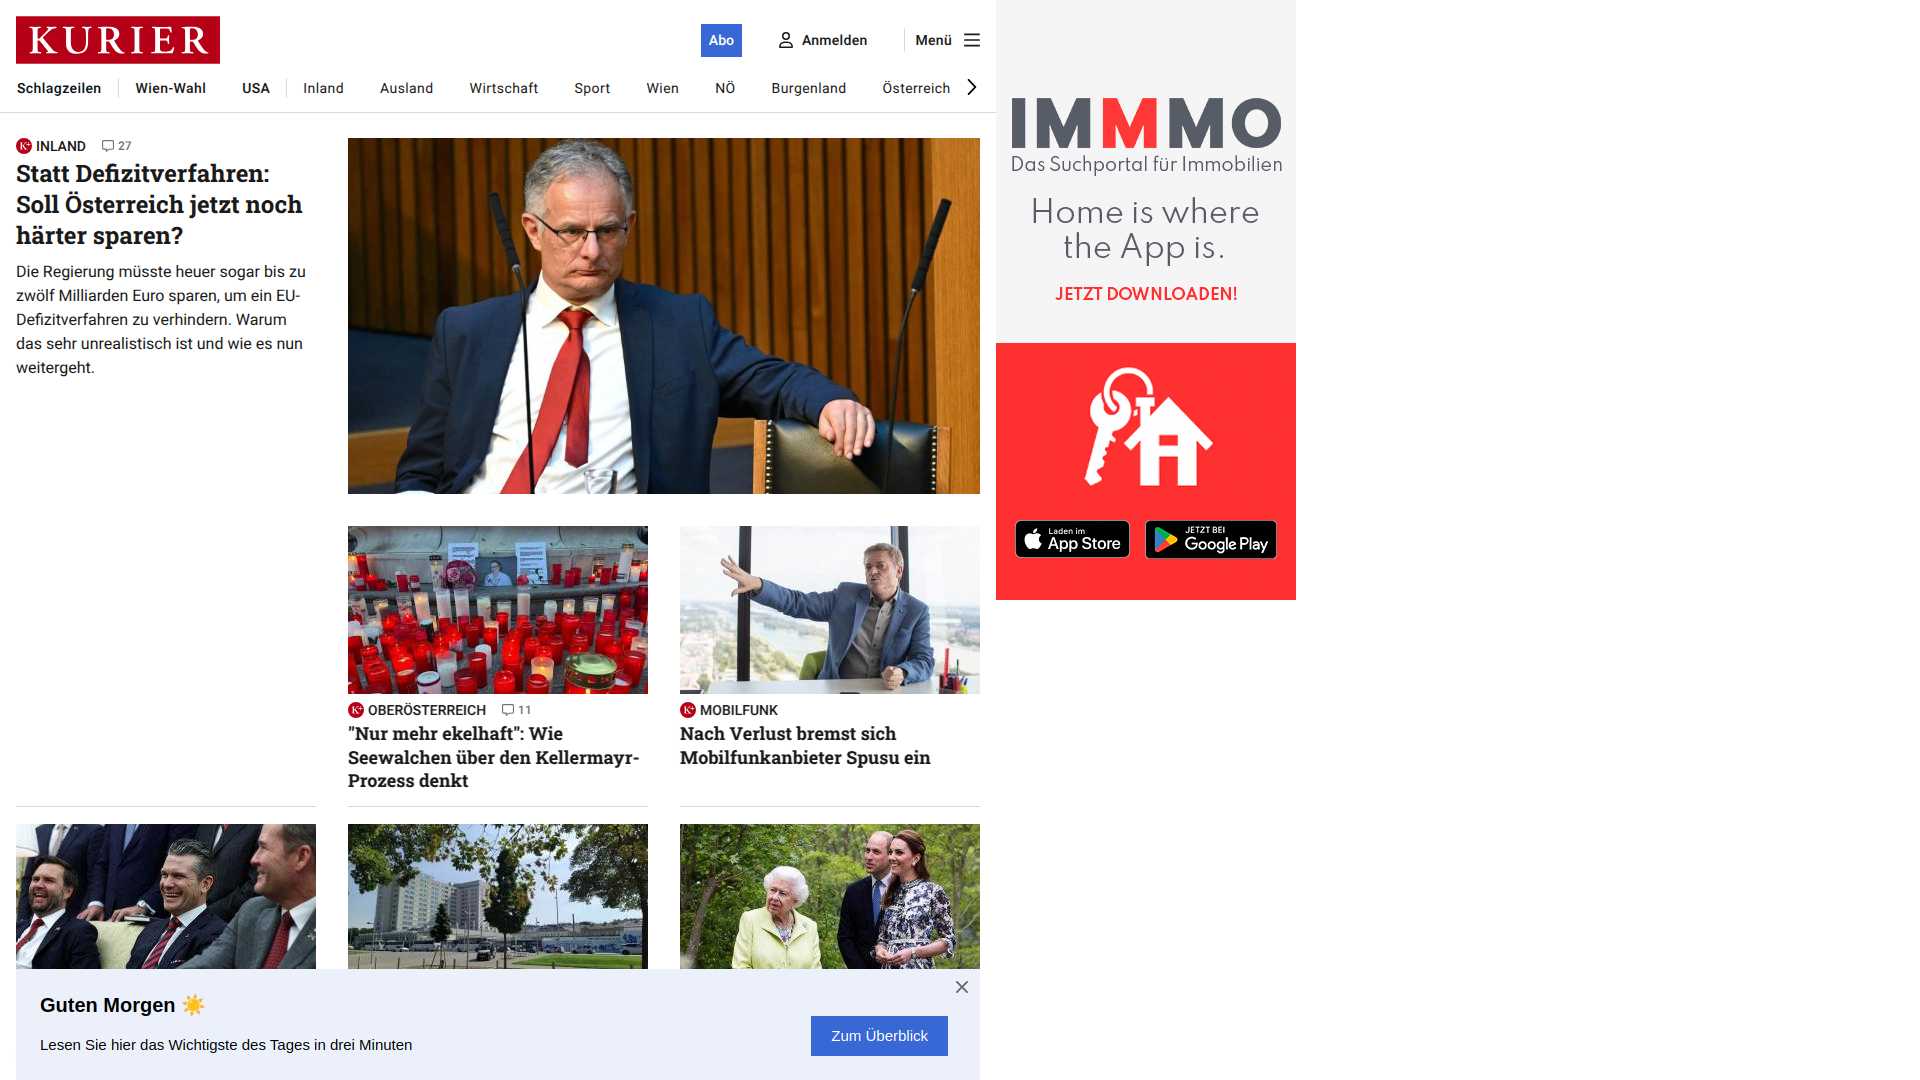 KURIER
Abo
Anmelden
Menü
Schlagzeilen
Wien-Wahl
USA
Inland
Ausland
Wirtschaft
Sport
Wien
NÖ
Burgenland
Österreich
INLAND 27
Statt Defizitverfahren:
Soll Österreich jetzt noch
härter sparen?
Die Regierung müsste heuer sogar bis zu
zwölf Milliarden Euro sparen, um ein EU-
Defizitverfahren zu verhindern. Warum
das sehr unrealistisch ist und wie es nun
weitergeht.
OBERÖSTERREICH 11
"Nur mehr ekelhaft": Wie
Seewalchen über den Kellermayr-
Prozess denkt
MOBILFUNK
Nach Verlust bremst sich
Mobilfunkanbieter Spusu ein
IMMMO
Das Suchportal für Immobilien
Home is where
the App is.
JETZT DOWNLOADEN!
Laden im
App Store
JETZT BEI
Google Play
Guten Morgen ☀️
Lesen Sie hier das Wichtigste des Tages in drei Minuten
Zum Überblick